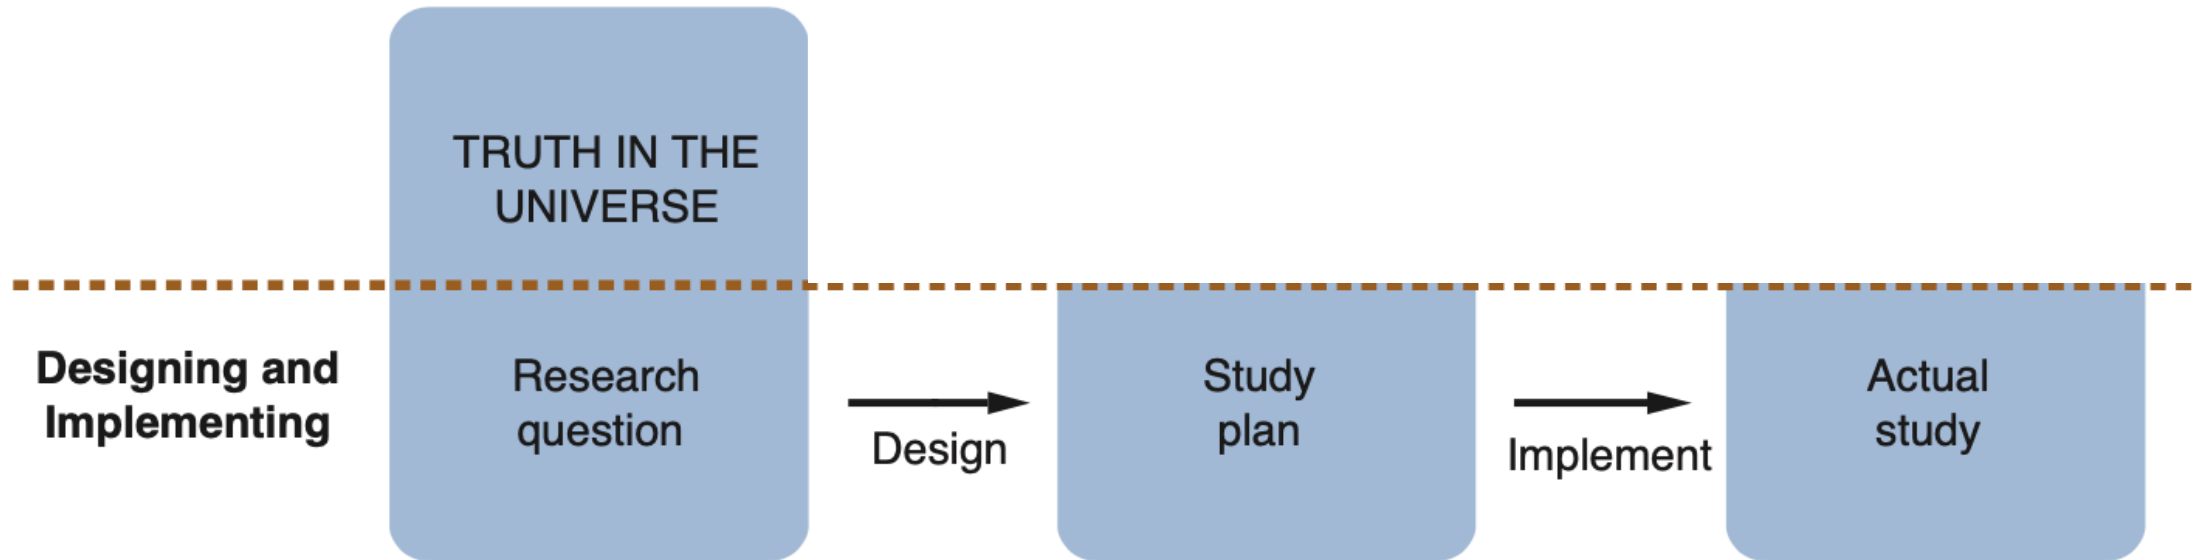 TRUTH IN THE
UNIVERSE
Designing and
Implementing
Research
question
Design
Study
plan
Implement
Actual
study